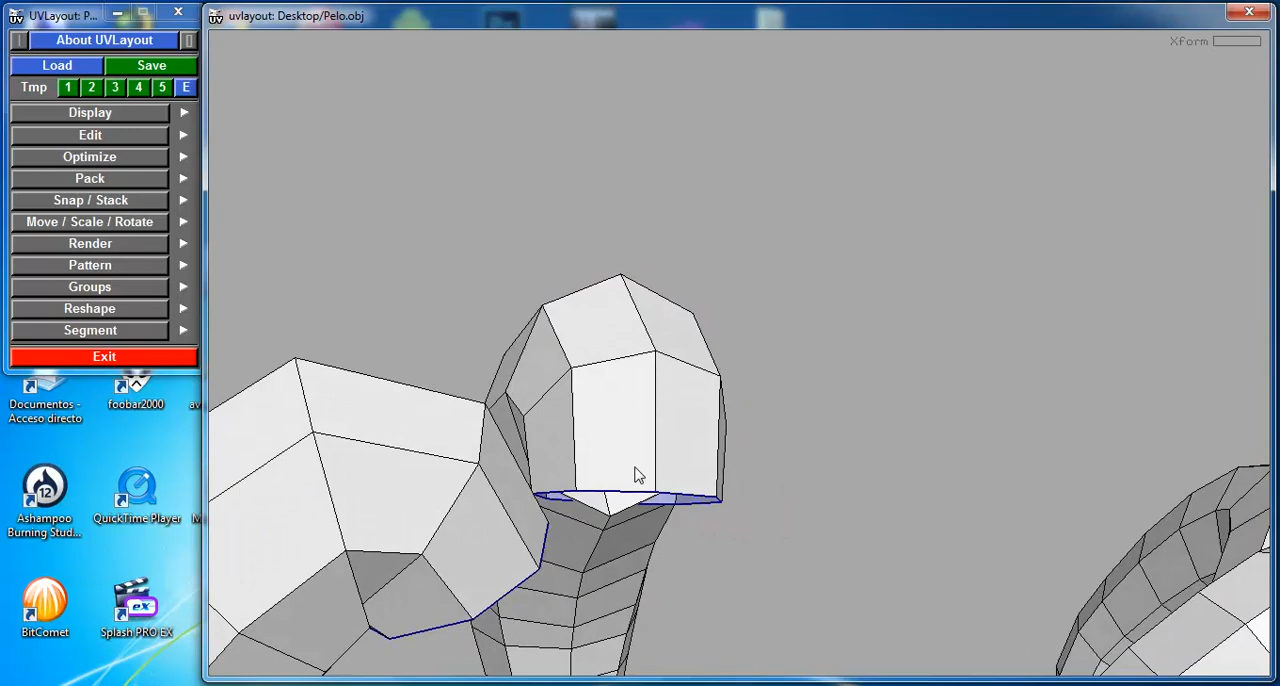 UVLayout: P...
About UVLayout
Load Save
Tmp 1 2 3 4 5 E
Display
Edit
Optimize
Pack
Snap / Stack
Move / Scale / Rotate
Render
Pattern
Groups
Reshape
Segment
Exit
uvlayout: Desktop/Pelo.obj
Xform
Documentos -
Acceso directo
foobar2000
Ashampoo
Burning Stud...
QuickTime Player
BitComet
Splash PRO EX